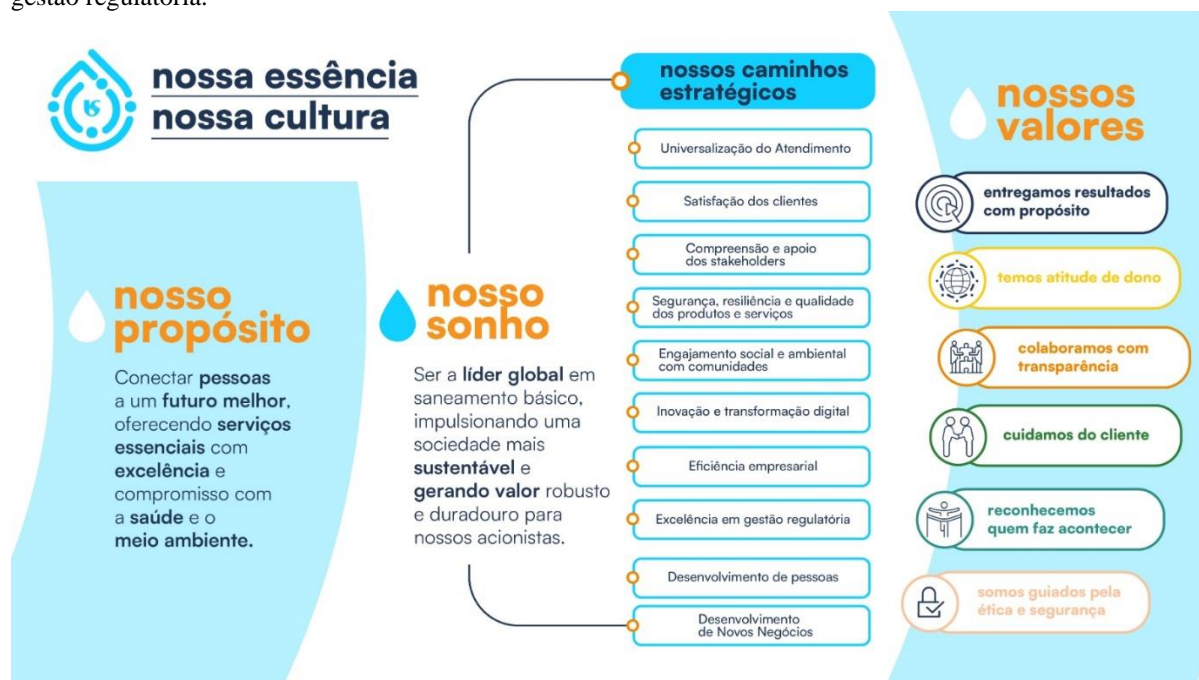 gestão regulatória.
nossa essência
nossa cultura
nosso
propósito
Conectar pessoas
a um futuro melhor,
oferecendo serviços
essenciais com
excelência e
compromisso com
a saúde e o
meio ambiente.
nosso
sonho
Ser a líder global em
saneamento básico,
impulsionando uma
sociedade mais
sustentável e
gerando valor robusto
e duradouro para
nossos acionistas.
nossos caminhos
estratégicos
Universalização do Atendimento
Satisfação dos clientes
Compreensão e apoio
dos stakeholders
Segurança, resiliência e qualidade
dos produtos e serviços
Engajamento social e ambiental
com comunidades
Inovação e transformação digital
Eficiência empresarial
Excelência em gestão regulatória
Desenvolvimento de pessoas
Desenvolvimento
de Novos Negócios
nossos
valores
entregamos resultados
com propósito
temos atitude de dono
colaboramos com
transparência
cuidamos do cliente
reconhecemos
quem faz acontecer
somos guiados pela
ética e segurança